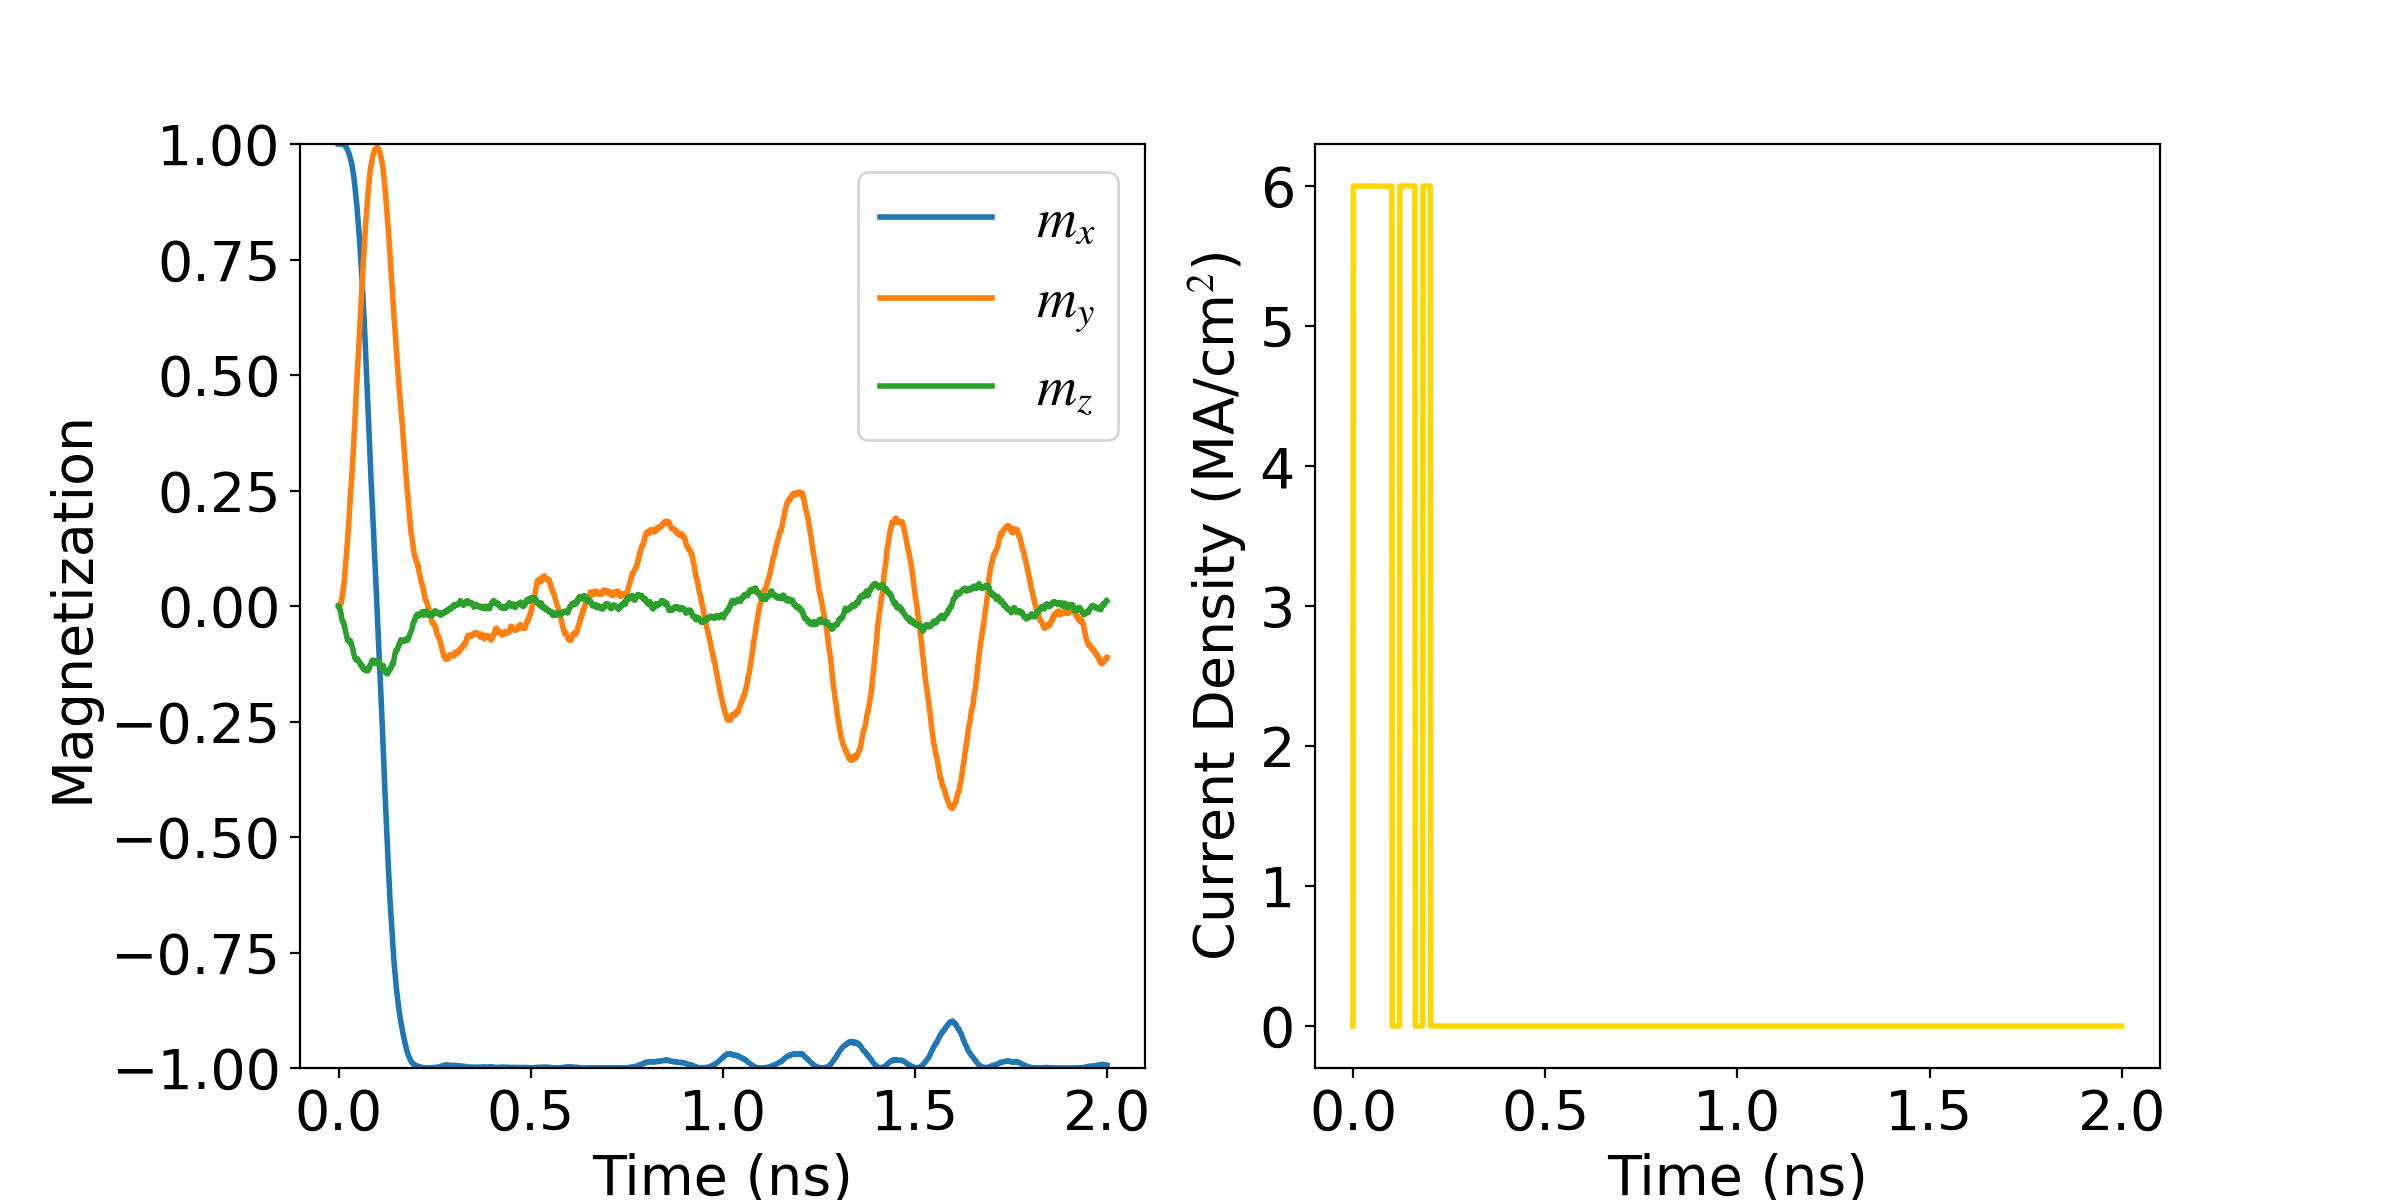 1.00
0.75
0.50
0.25
0.00
−0.25
−0.50
−0.75
−1.00
Magnetization
0.0 0.5 1.0 1.5 2.0
Time (ns)
m_x
m_y
m_z
6
5
4
3
2
1
0
Current Density (MA/cm²)
0.0 0.5 1.0 1.5 2.0
Time (ns)